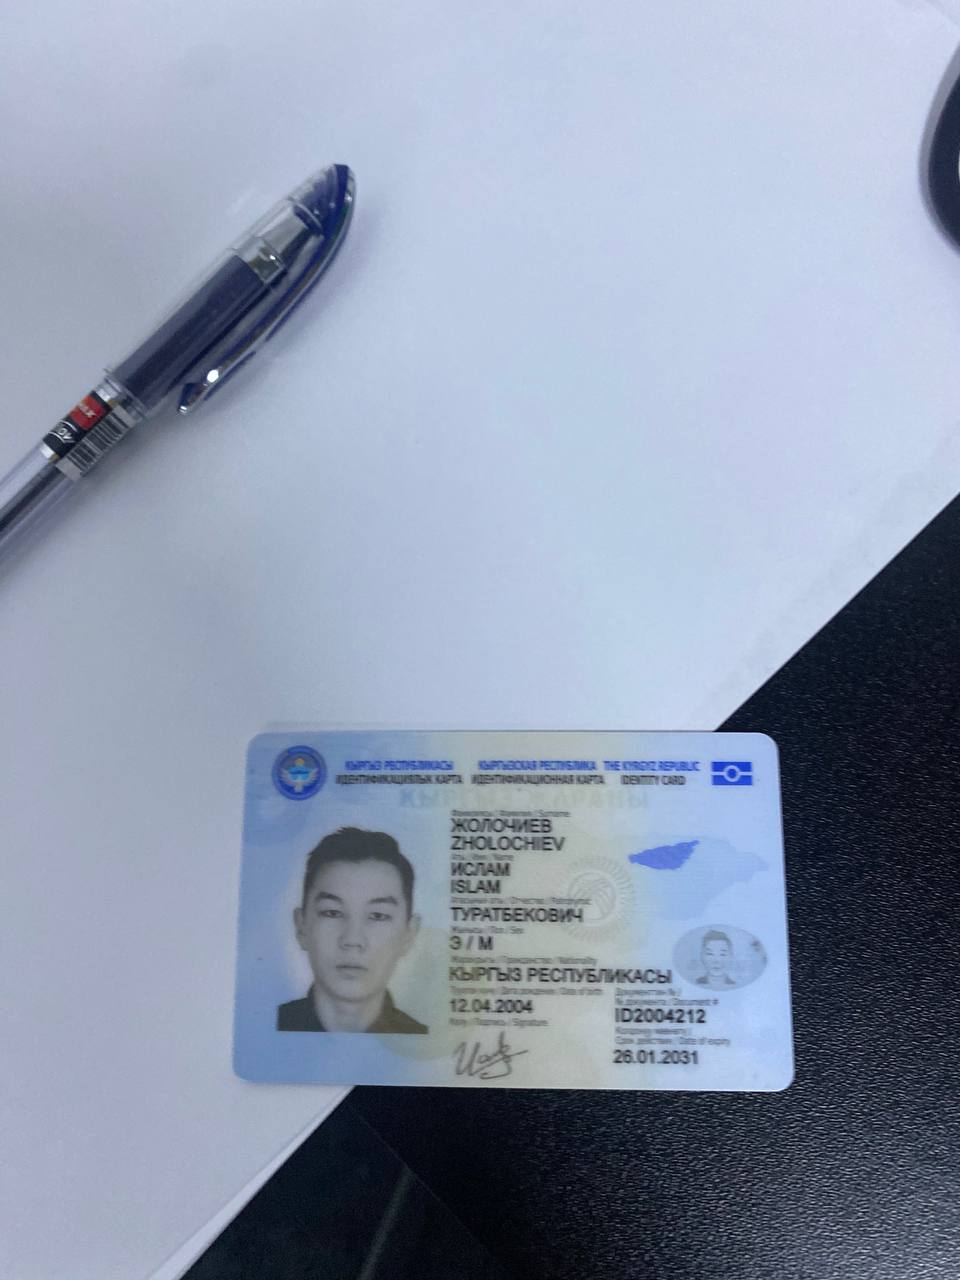 КЫРГЫЗ РЕСПУБЛИКАСЫ КЫРГЫЗСКАЯ РЕСПУБЛИКА THE KYRGYZ REPUBLIC
ИДЕНТИФИКАЦИЯЛЫК КАРТА ИДЕНТИФИКАЦИОННАЯ КАРТА IDENTITY CARD
Фамилиясы / Фамилия / Surname
ЖОЛОЧИЕВ
ZHOLOCHIEV
Аты / Имя / Name
ИСЛАМ
ISLAM
Атасынын аты / Отчество / Patronymic
ТУРАТБЕКОВИЧ
Жынысы / Пол / Sex
Э / М
Жарандыгы / Гражданство / Nationality
КЫРГЫЗ РЕСПУБЛИКАСЫ
Туулган күнү / Дата рождения / Date of birth
12.04.2004
Документтин № /
№ документа / Document #
ID2004212
Колу / Подпись / Signature
Срок действия / Date of expiry
26.01.2031